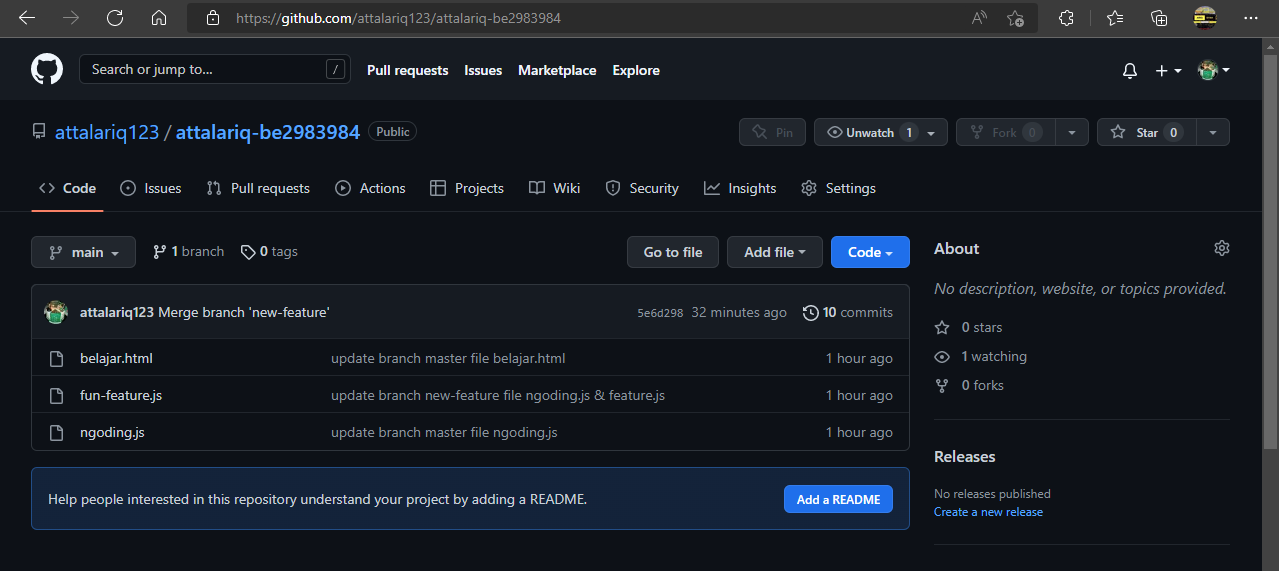 https://github.com/attalariq123/attalariq-be2983984
Search or jump to... /
Pull requests Issues Marketplace Explore
attalariq123 / attalariq-be2983984 Public
Pin Unwatch 1 Fork 0 Star 0
Code Issues Pull requests Actions Projects Wiki Security Insights Settings
main 1 branch 0 tags Go to file Add file Code
attalariq123 Merge branch 'new-feature' 5e6d298 32 minutes ago 10 commits
belajar.html update branch master file belajar.html 1 hour ago
fun-feature.js update branch new-feature file ngoding.js & feature.js 1 hour ago
ngoding.js update branch master file ngoding.js 1 hour ago
Help people interested in this repository understand your project by adding a README. Add a README
About
No description, website, or topics provided.
0 stars
1 watching
0 forks
Releases
No releases published
Create a new release